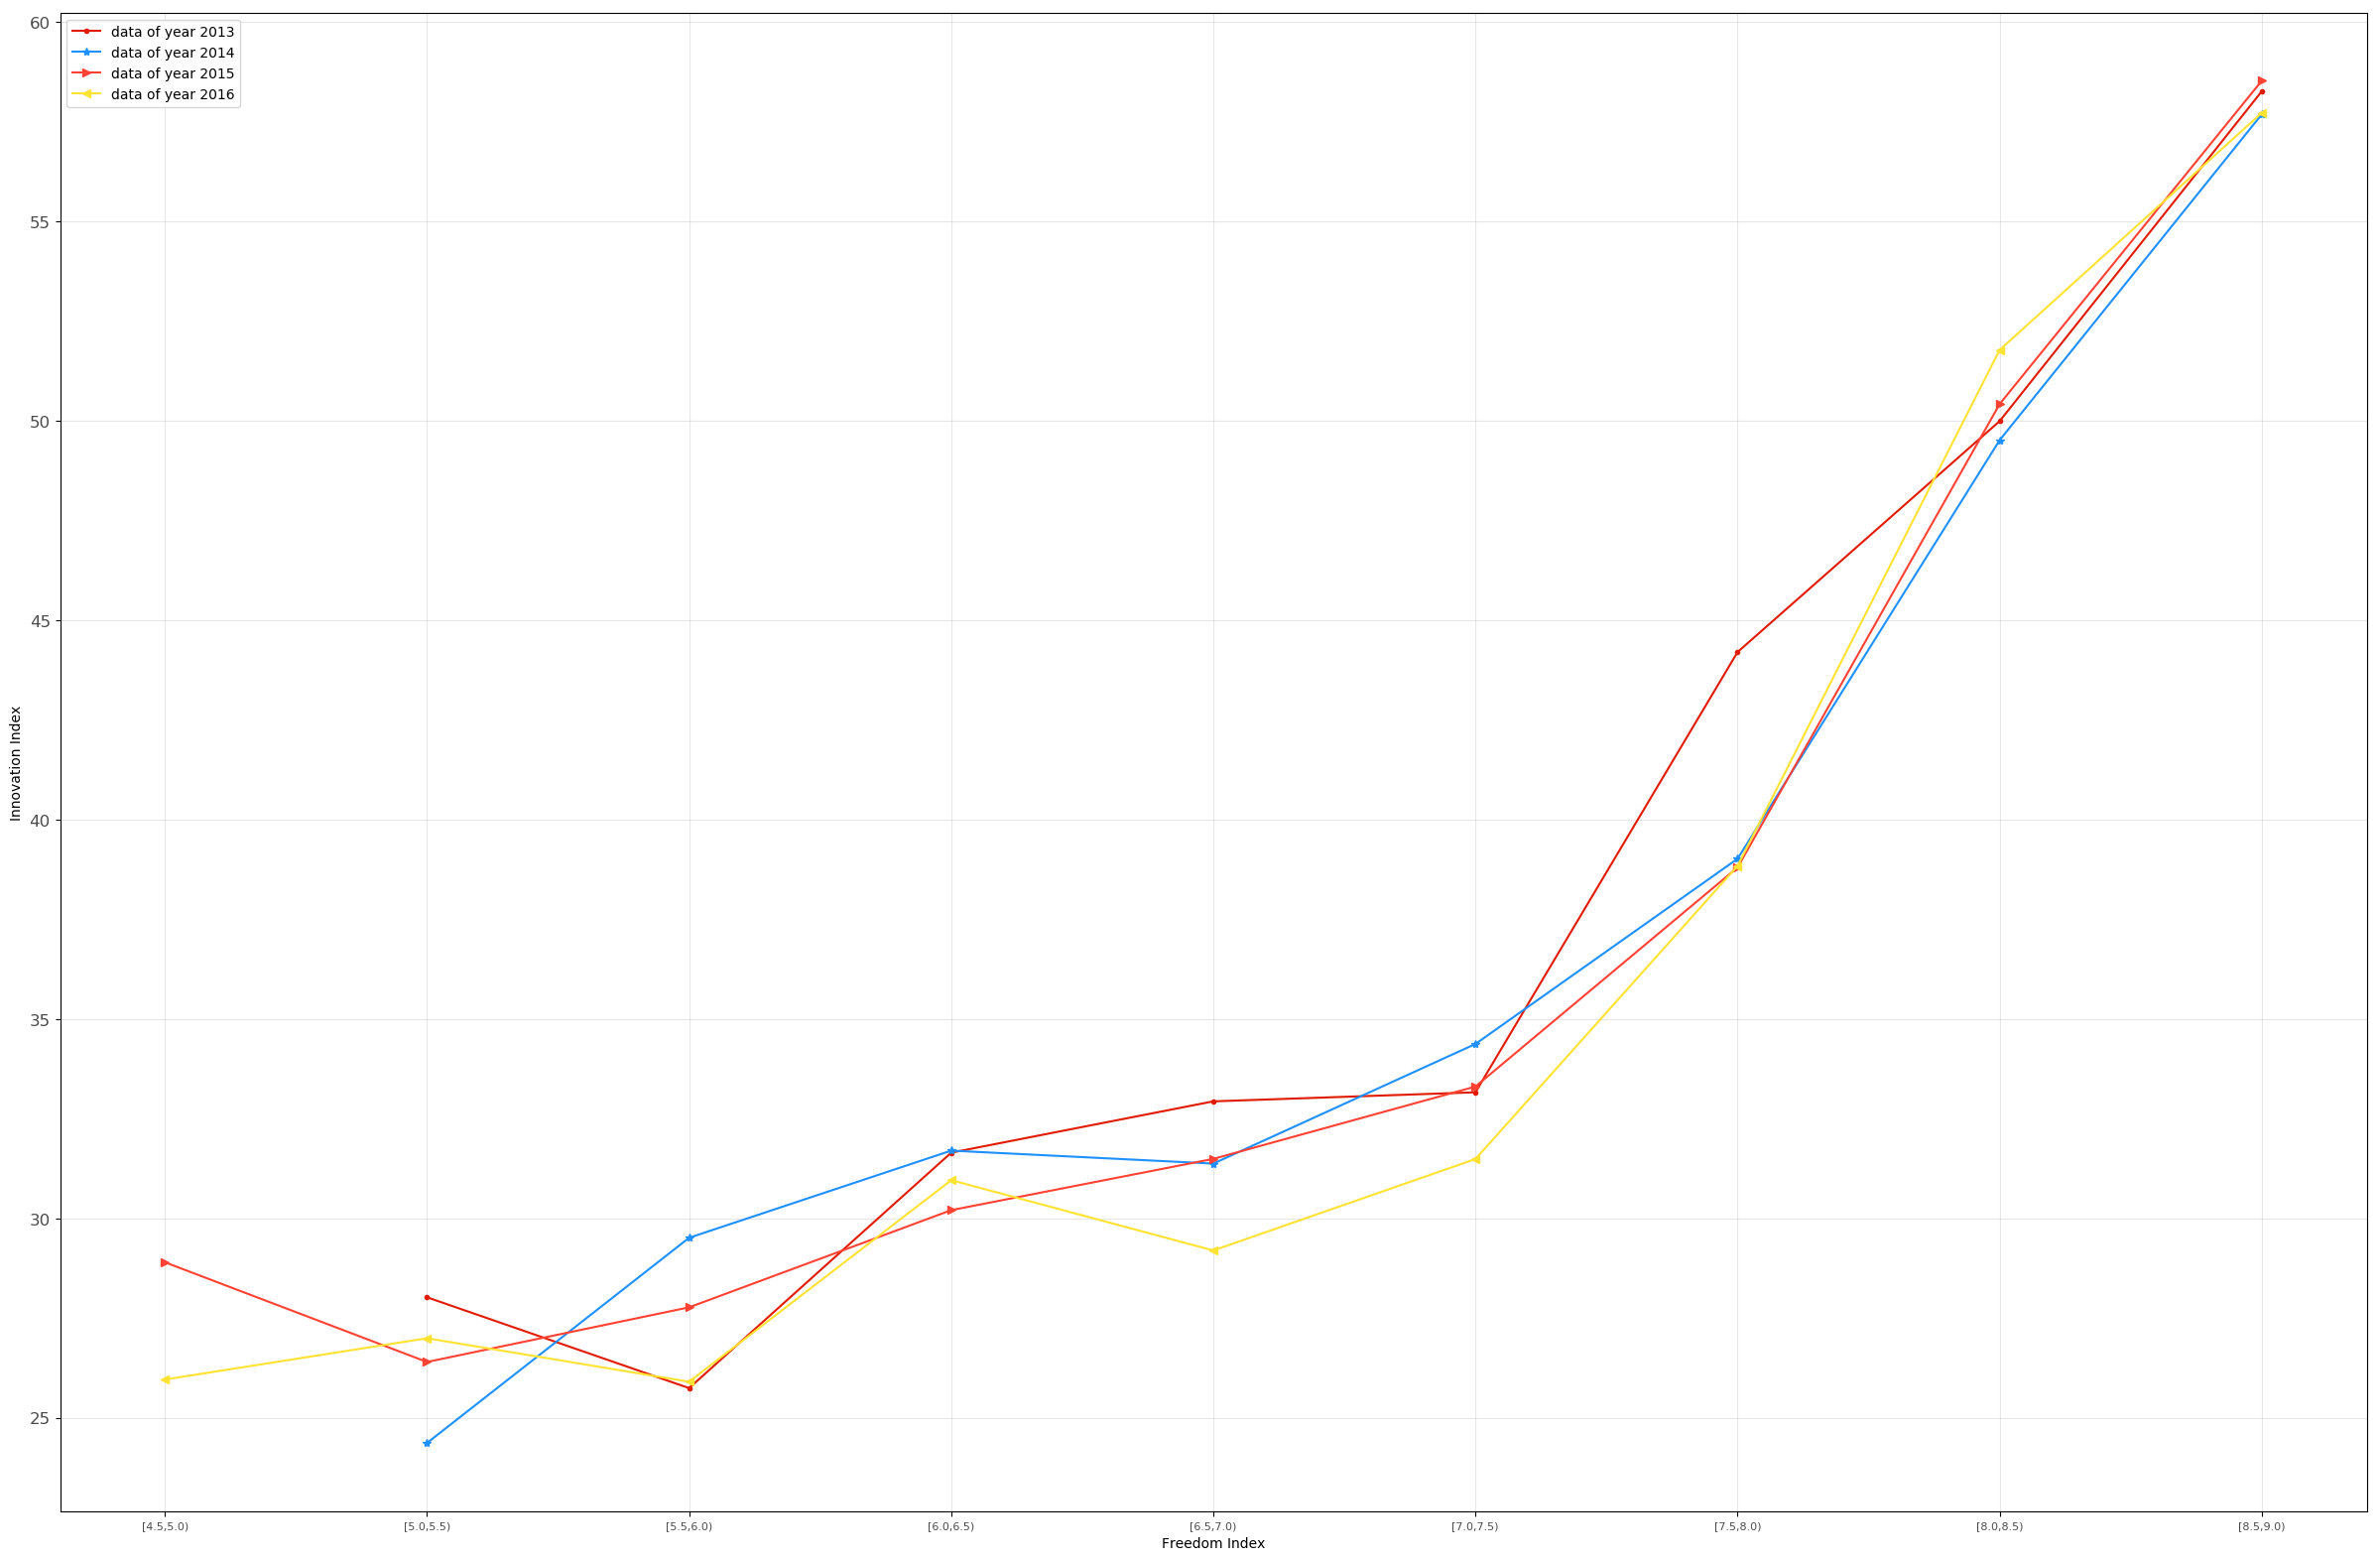 data of year 2013
data of year 2014
data of year 2015
data of year 2016
60
55
50
45
40
35
30
25
Innovation Index
[4.5,5.0) [5.0,5.5) [5.5,6.0) [6.0,6.5) [6.5,7.0) [7.0,7.5) [7.5,8.0) [8.0,8.5) [8.5,9.0)
Freedom Index